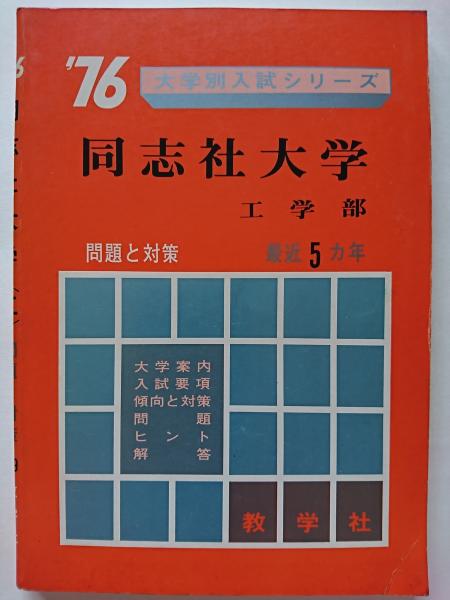 '76
大学別入試シリーズ
同志社大学
工学部
問題と対策
最近5カ年
大学案内
入試要項
傾向と対策
問題
ヒント
解答
教学社